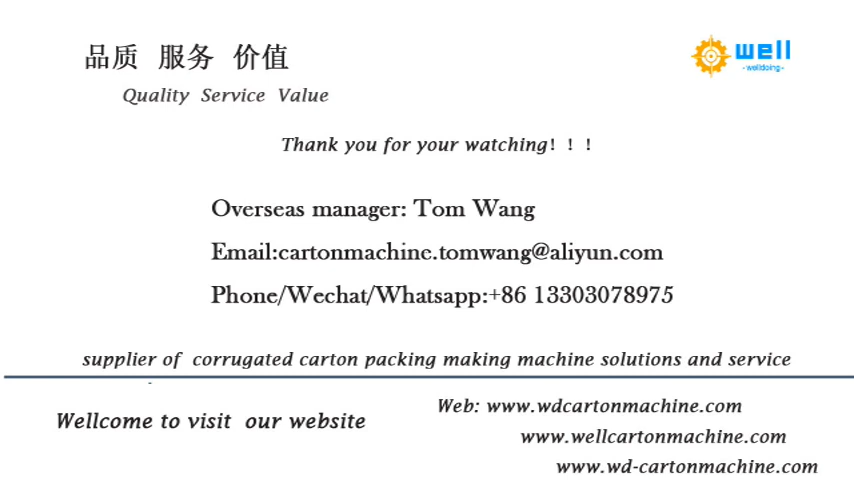 品质 服务 价值
well
Quality Service Value
-welldoing-
Thank you for your watching！！！
Overseas manager: Tom Wang
Email:cartonmachine.tomwang@aliyun.com
Phone/Wechat/Whatsapp:+86 13303078975
supplier of corrugated carton packing making machine solutions and service
Wellcome to visit our website
Web: www.wdcartonmachine.com
www.wellcartonmachine.com
www.wd-cartonmachine.com